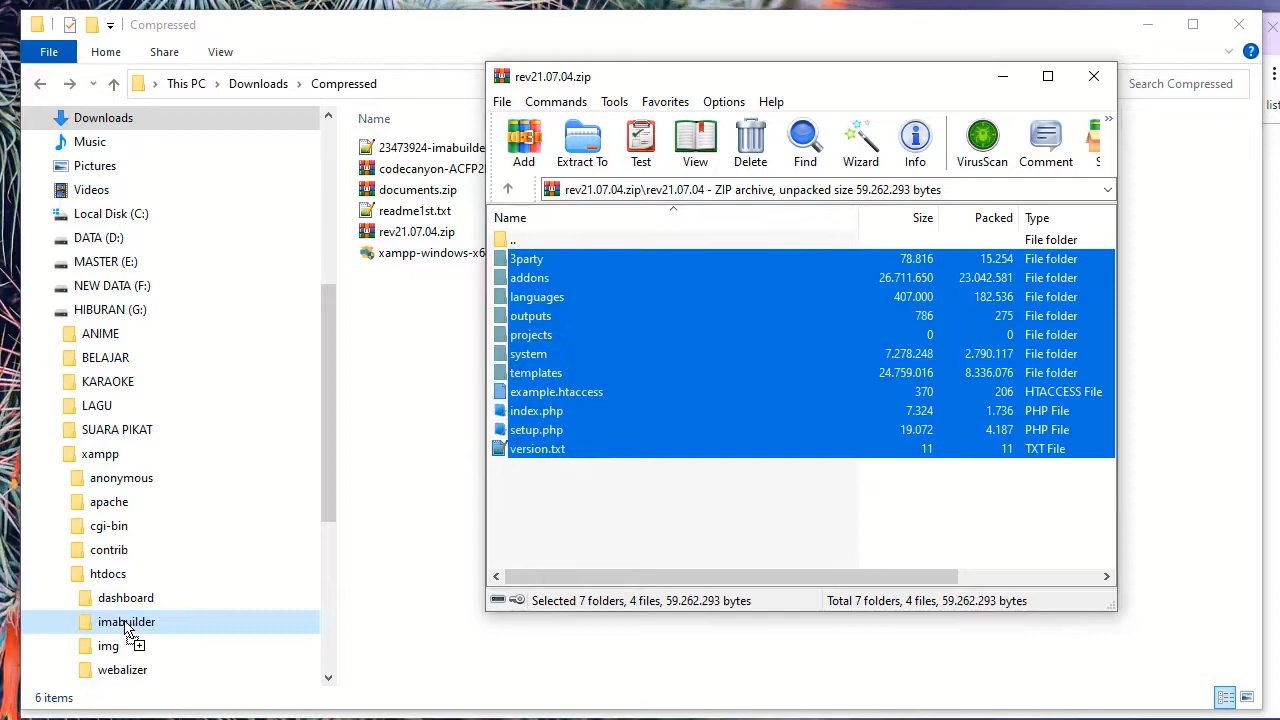 Compressed
File Home Share View
This PC Downloads Compressed
Search Compressed
list
Downloads
Music
Pictures
Videos
Local Disk (C:)
DATA (D:)
MASTER (E:)
NEW DATA (F:)
HIBURAN (G:)
ANIME
BELAJAR
KARAOKE
LAGU
SUARA PIKAT
xampp
anonymous
apache
cgi-bin
contrib
htdocs
dashboard
imabuilder
img
webalizer
6 items
Name
23473924-imabuilde
codecanyon-ACFP2
documents.zip
readme1st.txt
rev21.07.04.zip
xampp-windows-x6
rev21.07.04.zip
File Commands Tools Favorites Options Help
Add Extract To Test View Delete Find Wizard Info VirusScan Comment S
rev21.07.04.zip\rev21.07.04 - ZIP archive, unpacked size 59.262.293 bytes
Name Size Packed Type
.. File folder
3party 78.816 15.254 File folder
addons 26.711.650 23.042.581 File folder
languages 407.000 182.536 File folder
outputs 786 275 File folder
projects 0 0 File folder
system 7.278.248 2.790.117 File folder
templates 24.759.016 8.336.076 File folder
example.htaccess 370 206 HTACCESS File
index.php 7.324 1.736 PHP File
setup.php 19.072 4.187 PHP File
version.txt 11 11 TXT File
Selected 7 folders, 4 files, 59.262.293 bytes Total 7 folders, 4 files, 59.262.293 bytes